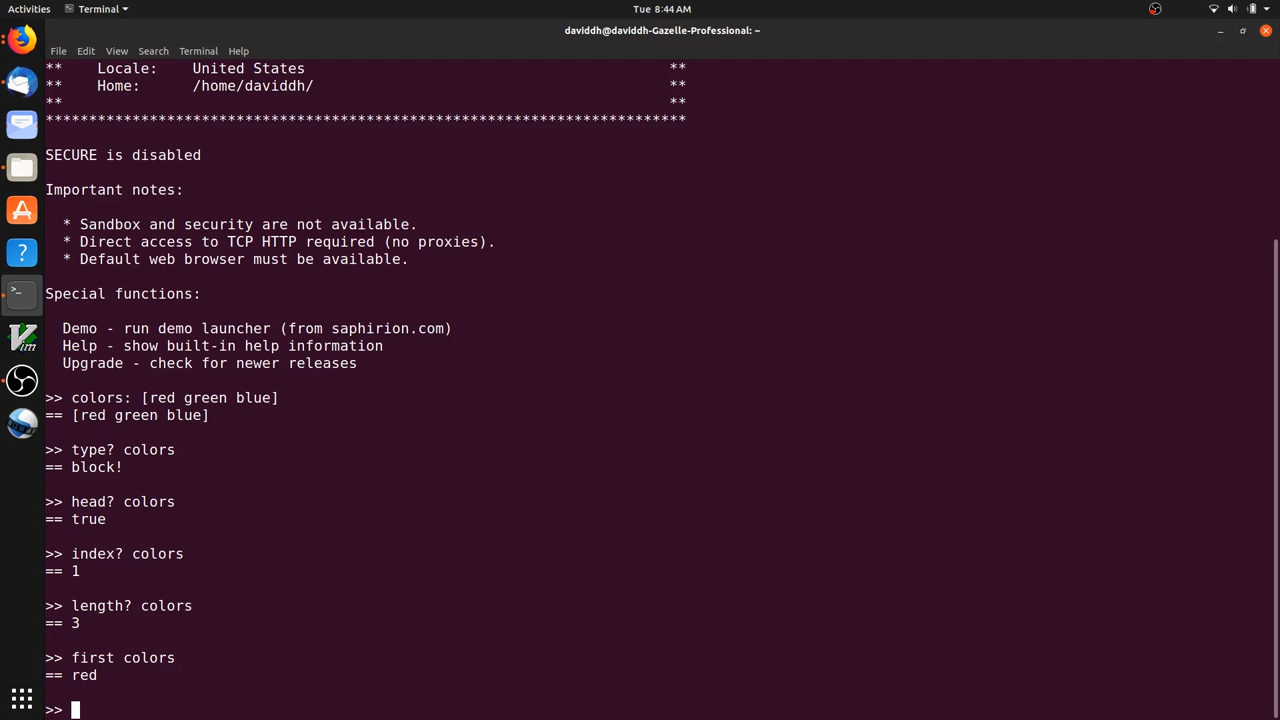 Activities Terminal Tue 8:44 AM
daviddh@daviddh-Gazelle-Professional: ~
File Edit View Search Terminal Help
** Locale: United States **
** Home: /home/daviddh/ **
** **
**************************************************************************
SECURE is disabled
Important notes:
* Sandbox and security are not available.
* Direct access to TCP HTTP required (no proxies).
* Default web browser must be available.
Special functions:
Demo - run demo launcher (from saphirion.com)
Help - show built-in help information
Upgrade - check for newer releases
>> colors: [red green blue]
== [red green blue]
>> type? colors
== block!
>> head? colors
== true
>> index? colors
== 1
>> length? colors
== 3
>> first colors
== red
>>